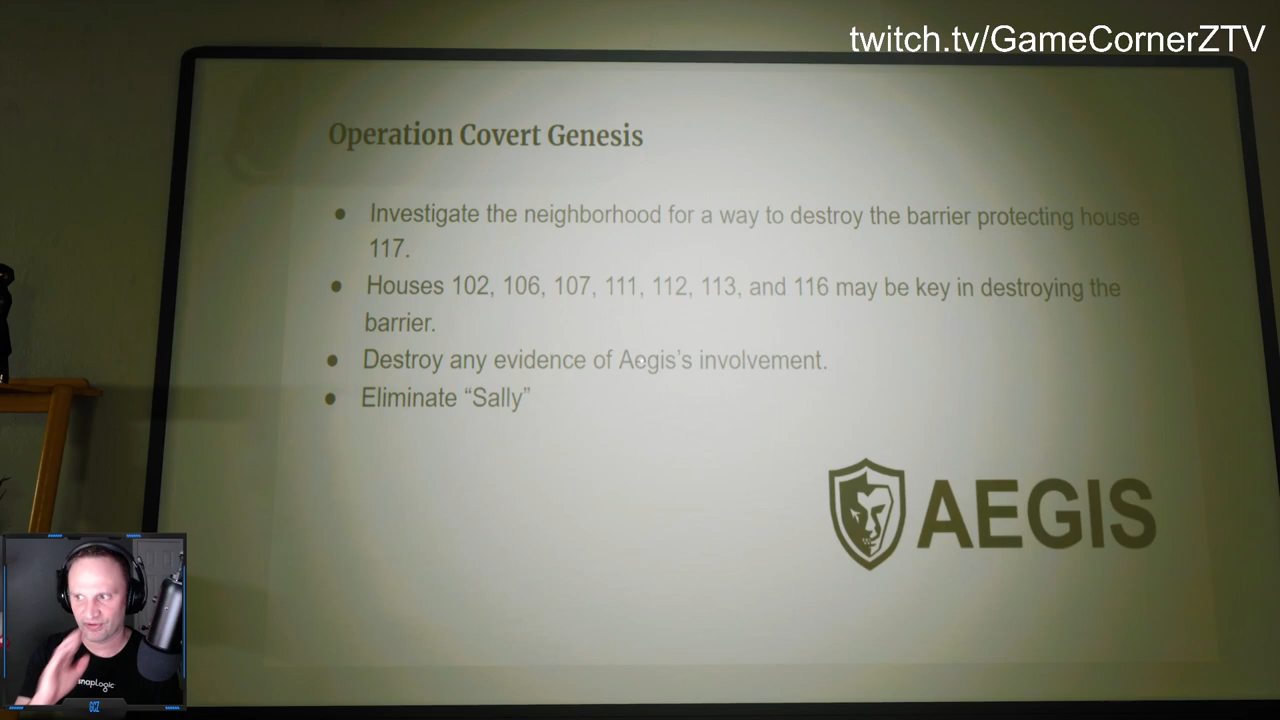 twitch.tv/GameCornerZTV
Operation Covert Genesis
● Investigate the neighborhood for a way to destroy the barrier protecting house
117.
● Houses 102, 106, 107, 111, 112, 113, and 116 may be key in destroying the
barrier.
● Destroy any evidence of Aegis's involvement.
● Eliminate “Sally”
AEGIS
snapLogic
GCZ